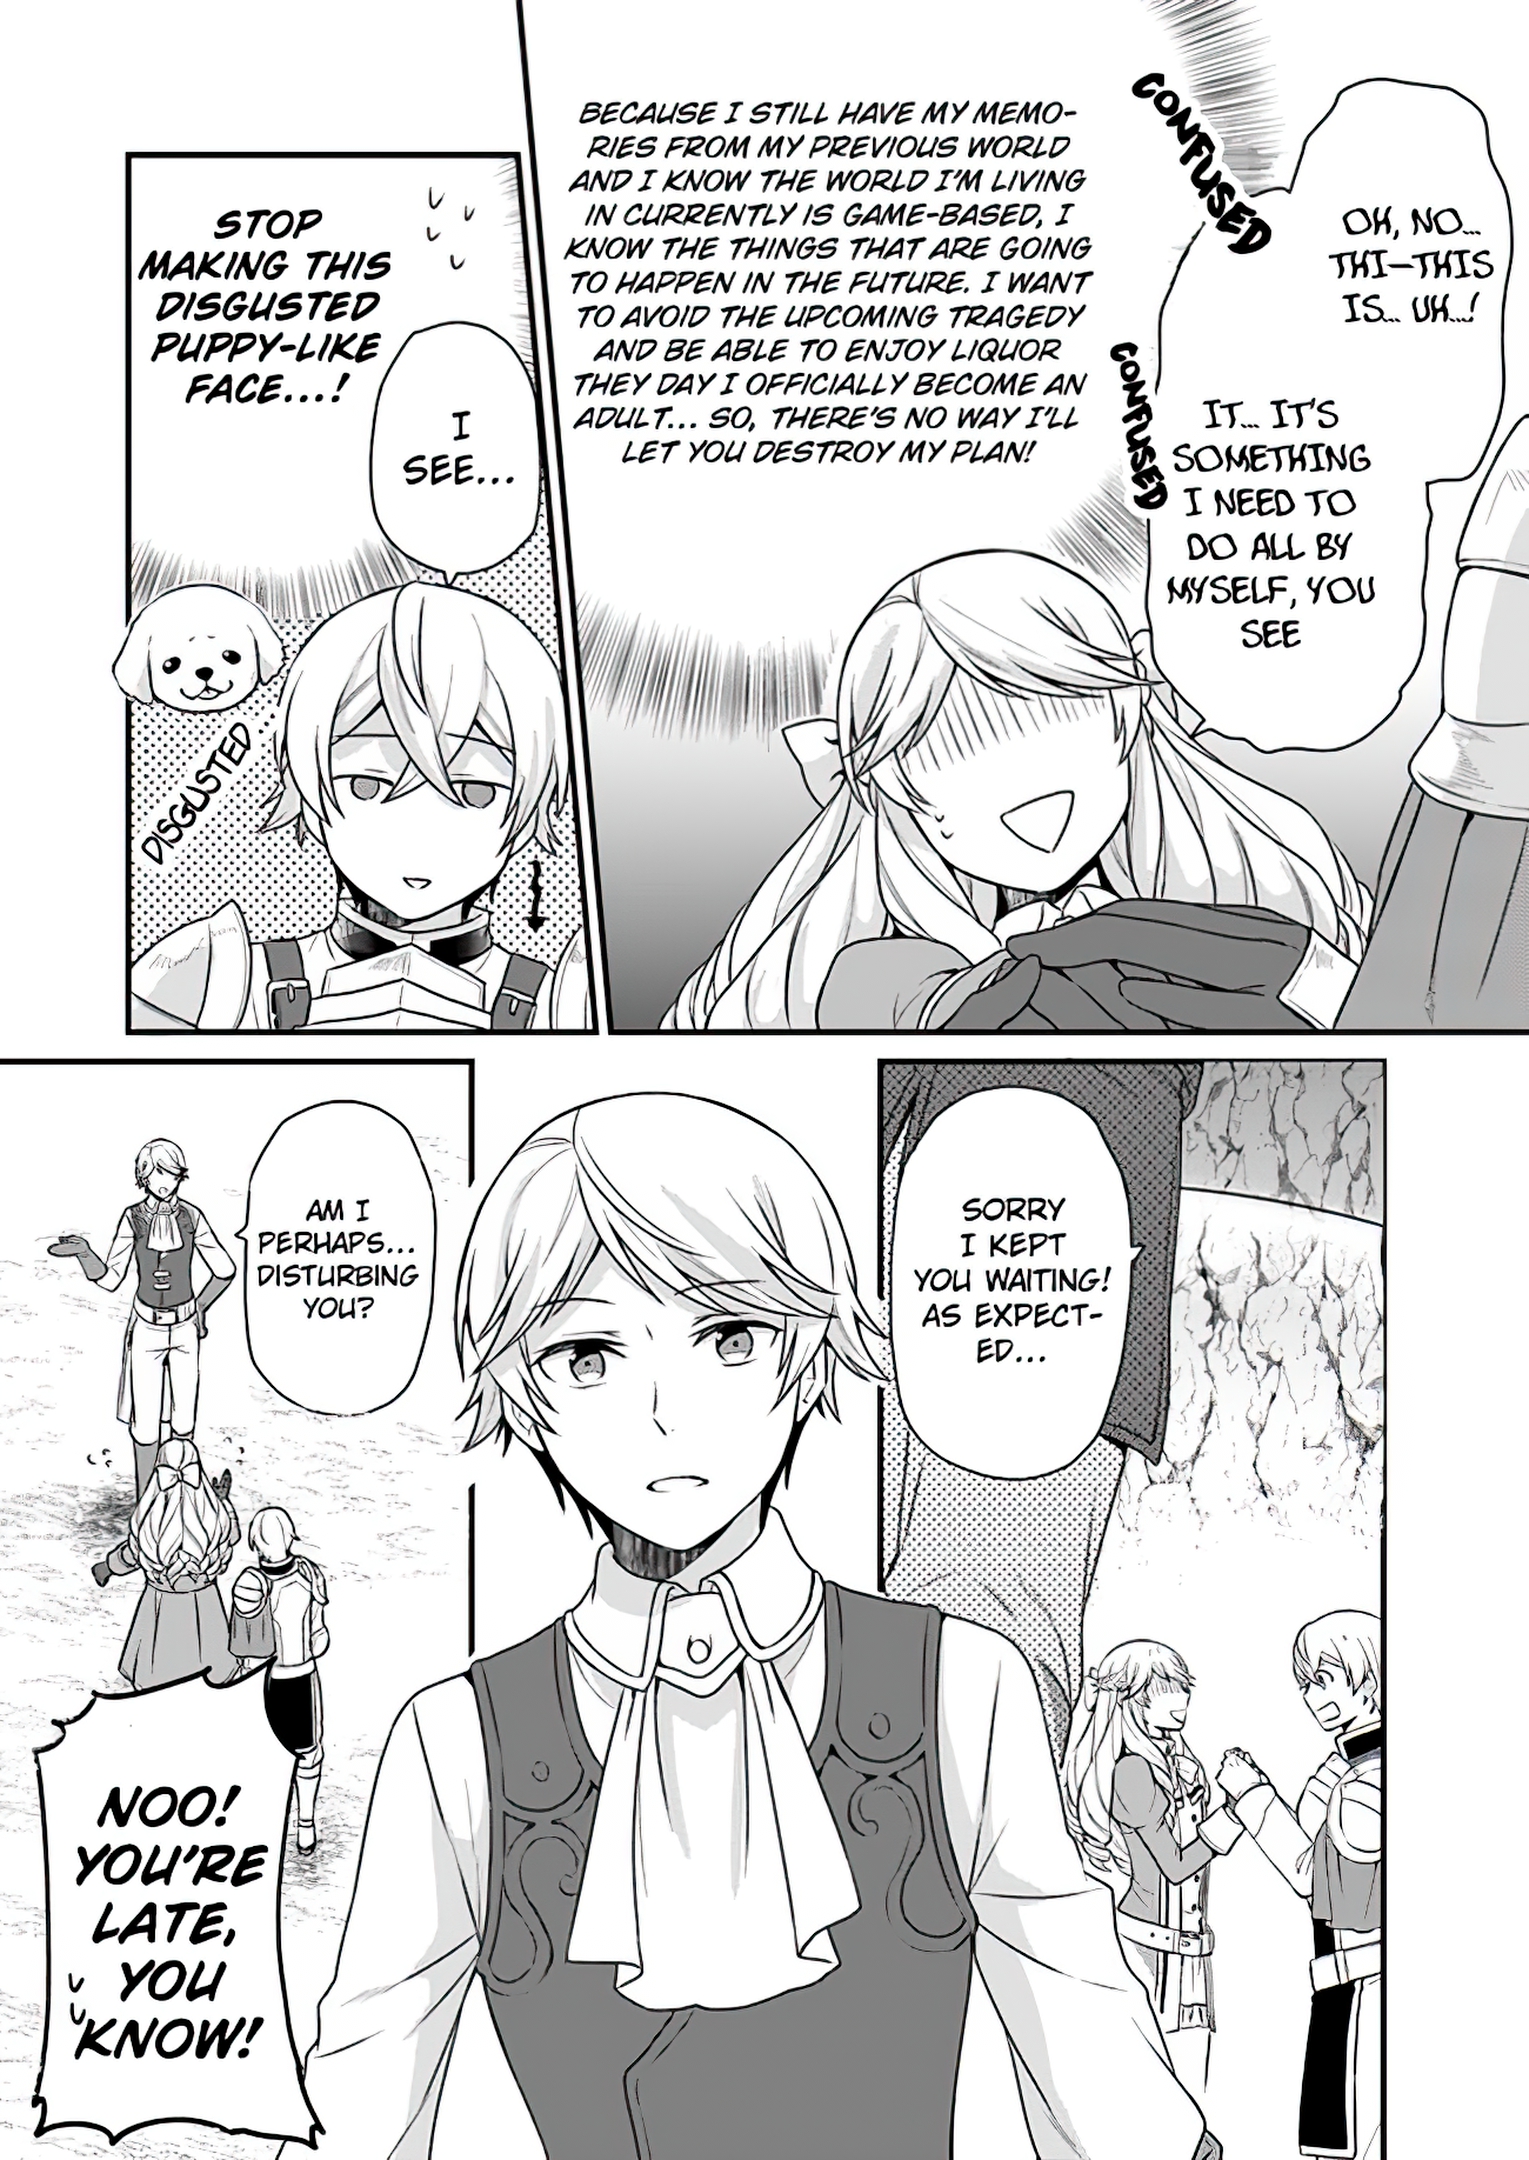 OH, NO...
THI-THIS
IS... UH...!
CONFUSED
IT... IT'S
SOMETHING
I NEED TO
DO ALL BY
MYSELF, YOU
SEE
CONFUSED
BECAUSE I STILL HAVE MY MEMO-
RIES FROM MY PREVIOUS WORLD
AND I KNOW THE WORLD I'M LIVING
IN CURRENTLY IS GAME-BASED, I
KNOW THE THINGS THAT ARE GOING
TO HAPPEN IN THE FUTURE. I WANT
TO AVOID THE UPCOMING TRAGEDY
AND BE ABLE TO ENJOY LIQUOR
THEY DAY I OFFICIALLY BECOME AN
ADULT... SO, THERE'S NO WAY I'LL
LET YOU DESTROY MY PLAN!
I
SEE...
STOP
MAKING THIS
DISGUSTED
PUPPY-LIKE
FACE...!
DISGUSTED
SORRY
I KEPT
YOU WAITING!
AS EXPECT-
ED...
AM I
PERHAPS...
DISTURBING
YOU?
NOO!
YOU'RE
LATE,
YOU
KNOW!